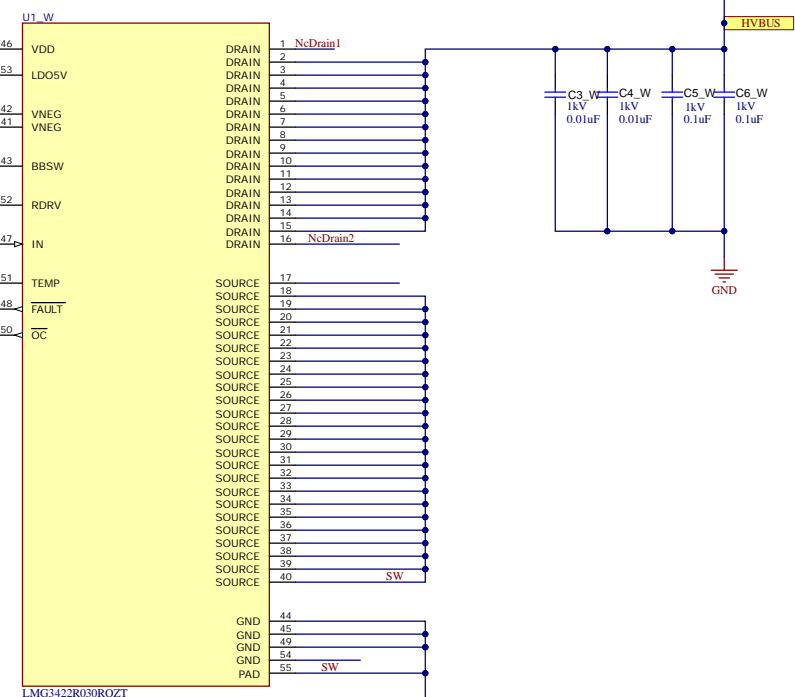 U1_W
HVBUS
46 VDD DRAIN 1 NcDrain1
DRAIN 2
53 LDO5V DRAIN 3
DRAIN 4
DRAIN 5
42 VNEG DRAIN 6
41 VNEG DRAIN 7
DRAIN 8
DRAIN 9
43 BBSW DRAIN 10
DRAIN 11
DRAIN 12
52 RDRV DRAIN 13
DRAIN 14
DRAIN 15
47 IN DRAIN 16 NcDrain2
C3_W C4_W C5_W C6_W
1kV 1kV 1kV 1kV
0.01uF 0.01uF 0.1uF 0.1uF
GND
51 TEMP SOURCE 17
SOURCE 18
48 FAULT SOURCE 19
SOURCE 20
50 OC SOURCE 21
SOURCE 22
SOURCE 23
SOURCE 24
SOURCE 25
SOURCE 26
SOURCE 27
SOURCE 28
SOURCE 29
SOURCE 30
SOURCE 31
SOURCE 32
SOURCE 33
SOURCE 34
SOURCE 35
SOURCE 36
SOURCE 37
SOURCE 38
SOURCE 39
SOURCE 40 SW
GND 44
GND 45
GND 49
GND 54
PAD 55 SW
LMG3422R030RQZT